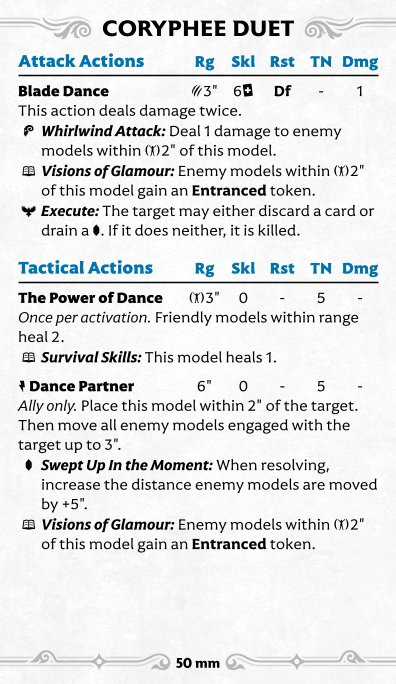 CORYPHEE DUET
Attack Actions Rg Skl Rst TN Dmg
Blade Dance 3" 6 Df - 1
This action deals damage twice.
Whirlwind Attack: Deal 1 damage to enemy
models within 2" of this model.
Visions of Glamour: Enemy models within 2"
of this model gain an Entranced token.
Execute: The target may either discard a card or
drain a . If it does neither, it is killed.
Tactical Actions Rg Skl Rst TN Dmg
The Power of Dance 3" 0 - 5 -
Once per activation. Friendly models within range
heal 2.
Survival Skills: This model heals 1.
Dance Partner 6" 0 - 5 -
Ally only. Place this model within 2" of the target.
Then move all enemy models engaged with the
target up to 3".
Swept Up In the Moment: When resolving,
increase the distance enemy models are moved
by +5".
Visions of Glamour: Enemy models within 2"
of this model gain an Entranced token.
50 mm